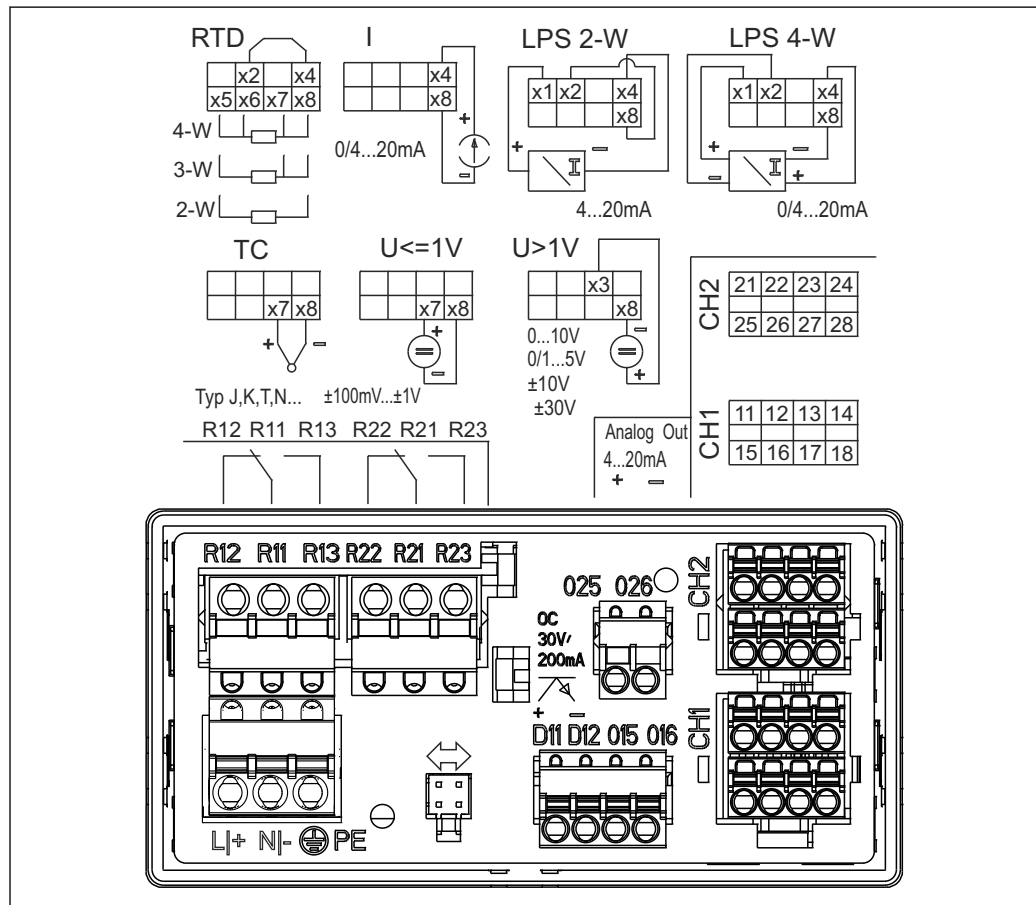 RTD I LPS 2-W LPS 4-W
x2 x4 x4 x1 x2 x4 x1 x2 x4
x5 x6 x7 x8 x8 x8 x8
4-W + + - + -
0/4...20mA I I
3-W - - +
2-W 4...20mA 0/4...20mA
TC U<=1V U>1V
x3 CH2 21 22 23 24
x7 x8 x7 x8 x8 25 26 27 28
+ - + = - 0...10V - = +
0/1...5V
Typ J,K,T,N... ±100mV...±1V ±10V
±30V
R12 R11 R13 R22 R21 R23 Analog Out CH1 11 12 13 14
4...20mA 15 16 17 18
+ -
R12 R11 R13 R22 R21 R23
O25 O26 CH2
OC
30V
200mA
+ -
D11 D12 O15 O16 CH1
L|+ N|- PE